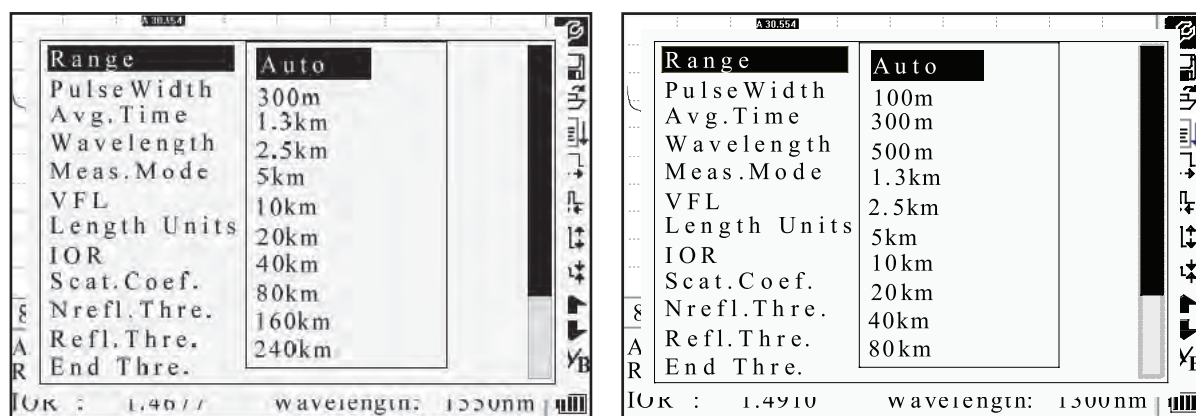 A 30.554
Range
PulseWidth
Avg.Time
Wavelength
Meas.Mode
VFL
Length Units
IOR
Scat.Coef.
Nrefl.Thre.
Refl.Thre.
End Thre.
Auto
300m
1.3km
2.5km
5km
10km
20km
40km
80km
160km
240km
8
A
R
B
IOR : 1.4677 Wavelength: 1550nm
A 30.554
Range
PulseWidth
Avg.Time
Wavelength
Meas.Mode
VFL
Length Units
IOR
Scat.Coef.
Nrefl.Thre.
Refl.Thre.
End Thre.
Auto
100m
300m
500m
1.3km
2.5km
5km
10km
20km
40km
80km
8
A
R
IOR : 1.4910 Wavelength: 1300nm